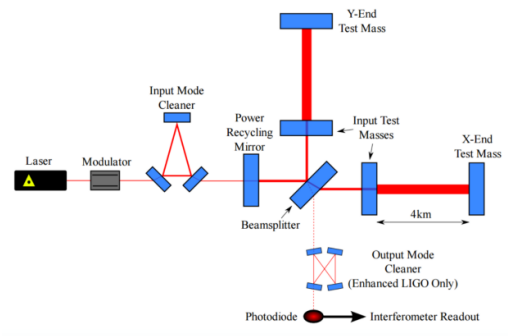 Y-End
Test Mass
Input Mode
Cleaner
Power
Recycling
Mirror
Input Test
Masses
X-End
Test Mass
Laser
Modulator
4km
Beamsplitter
Output Mode
Cleaner
(Enhanced LIGO Only)
Photodiode
Interferometer Readout